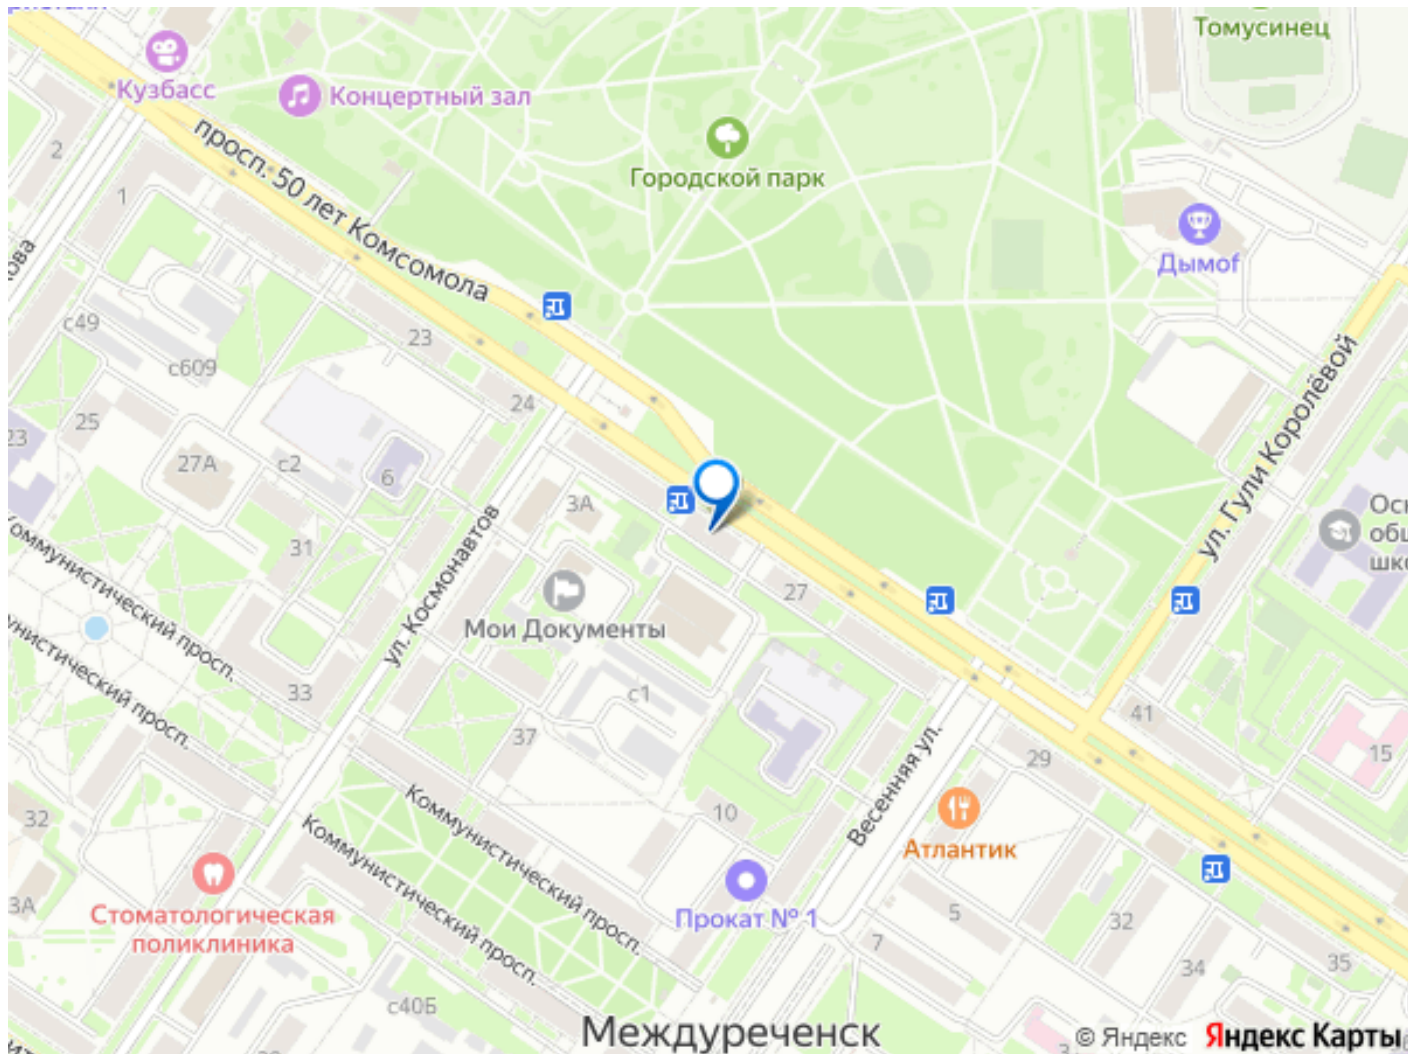 Томусинец
Кузбасс
Концертный зал
просп. 50 лет Комсомола
Городской парк
2
1
Дымоf
с49
23
с609
24
25
23
27А
с2
6
3А
31
ул. Гули Королёвой
ул. Космонавтов
27
Мои Документы
Коммунистический просп.
33
с1
37
41
29
15
Весенняя ул.
10
Коммунистический просп.
Коммунистический просп.
32
Атлантик
3А
Стоматологическая
поликлиника
Прокат № 1
5
7
32
34
35
с40Б
Междуреченск
© Яндекс Яндекс Карты